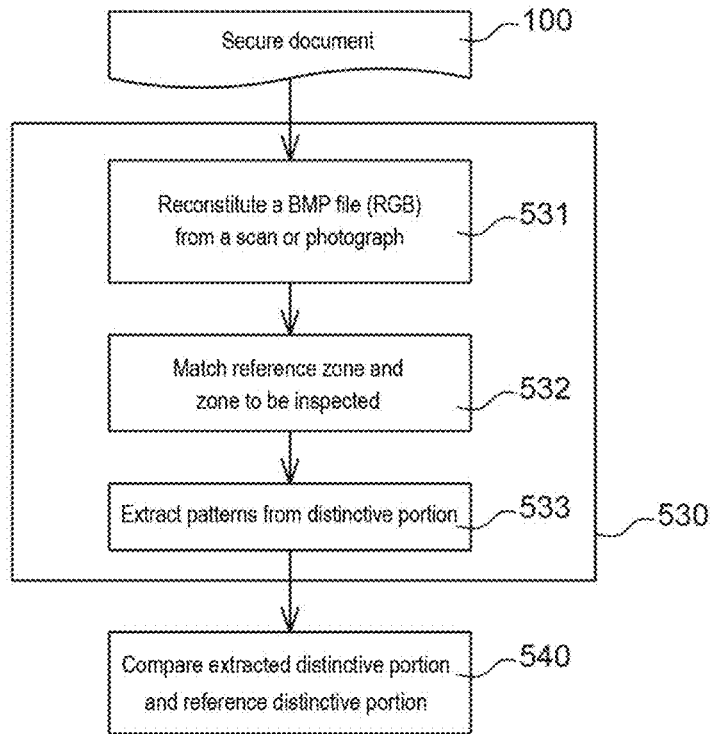 Secure document
100
Reconstitute a BMP file (RGB)
from a scan or photograph
531
Match reference zone and
zone to be inspected
532
Extract patterns from distinctive portion
533
530
Compare extracted distinctive portion
and reference distinctive portion
540